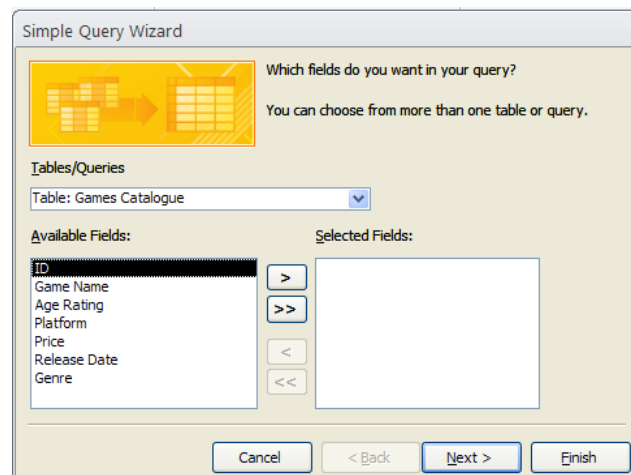 Simple Query Wizard
Which fields do you want in your query?
You can choose from more than one table or query.
Tables/Queries
Table: Games Catalogue
Available Fields:
Selected Fields:
ID
Game Name
Age Rating
Platform
Price
Release Date
Genre
>
>>
<
<<
Cancel
< Back
Next >
Finish